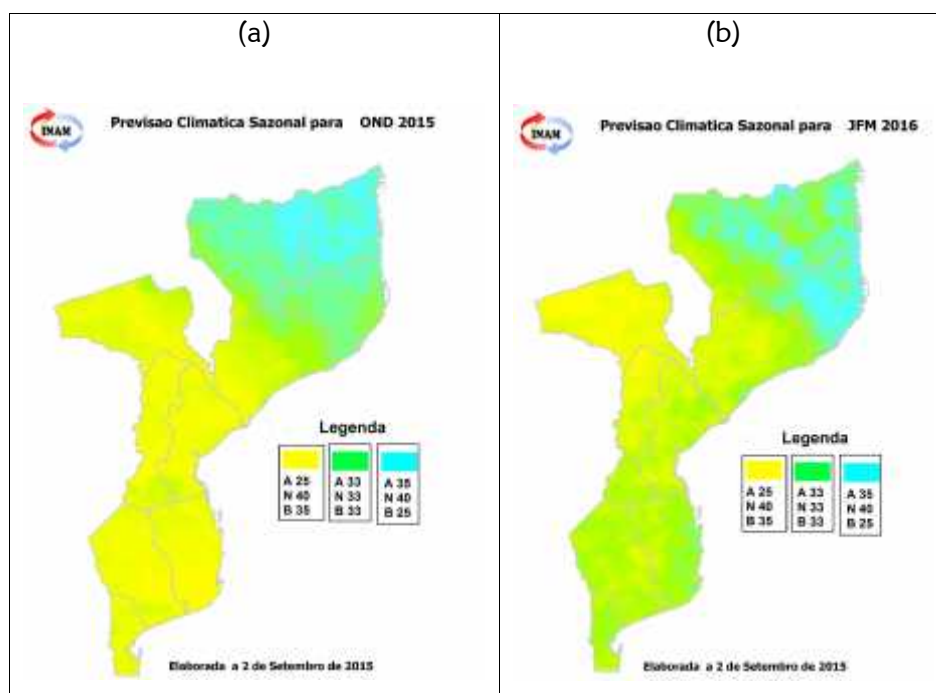 (a)
INAM
Previsao Climatica Sazonal para OND 2015
Legenda
A 25
N 40
B 35
A 33
N 33
B 33
A 35
N 40
B 25
Elaborada a 2 de Setembro de 2015
(b)
INAM
Previsao Climatica Sazonal para JFM 2016
Legenda
A 25
N 40
B 35
A 33
N 33
B 33
A 35
N 40
B 25
Elaborada a 2 de Setembro de 2015